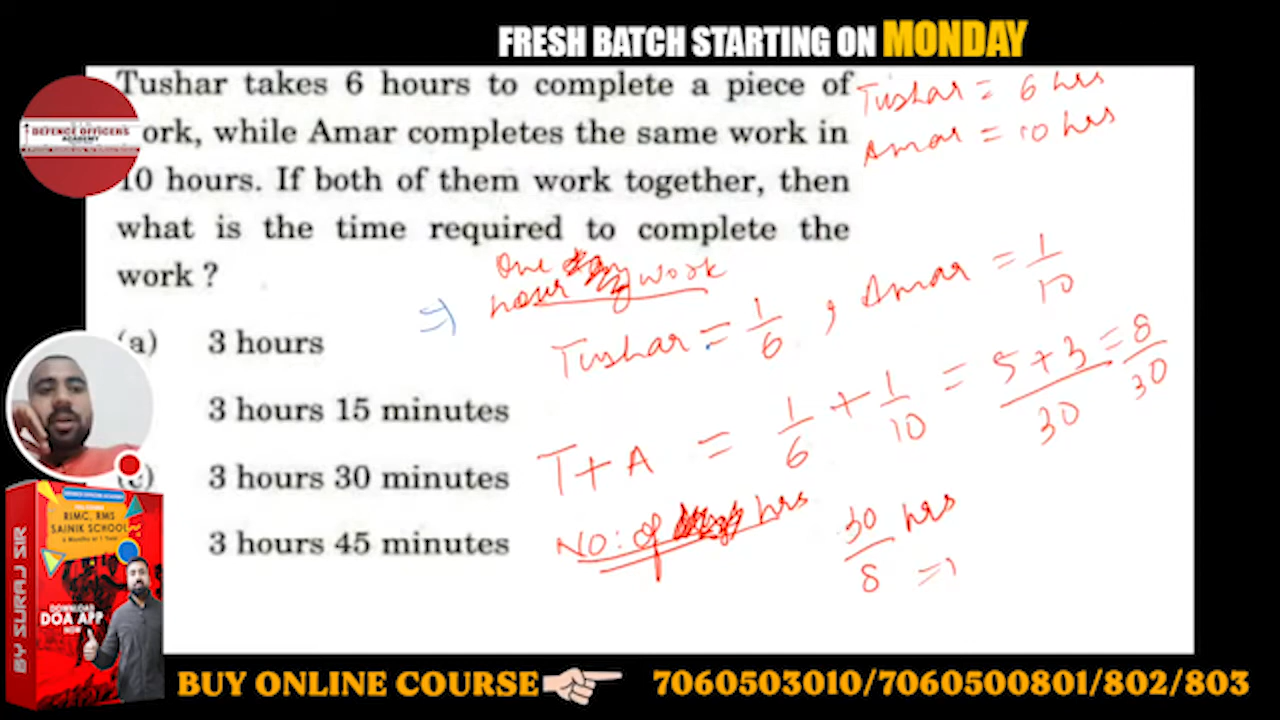 FRESH BATCH STARTING ON MONDAY
Tushar takes 6 hours to complete a piece of
ork, while Amar completes the same work in
10 hours. If both of them work together, then
what is the time required to complete the
work ?
(a) 3 hours
3 hours 15 minutes
3 hours 30 minutes
3 hours 45 minutes
Tushar = 6 hrs
Amar = 10 hrs
One
hour work
⇒
Tushar = 1/6 , Amar = 1/10
T+A = 1/6 + 1/10 = 5+3/30 = 8/30
No: of hrs 30/8 hrs
=
DEFENCE OFFICERS
ACADEMY
RIMC, RMS
SAINIK SCHOOL
BY SURAJ SIR
DOWNLOAD
DOA APP
NOW
BUY ONLINE COURSE 7060503010/7060500801/802/803